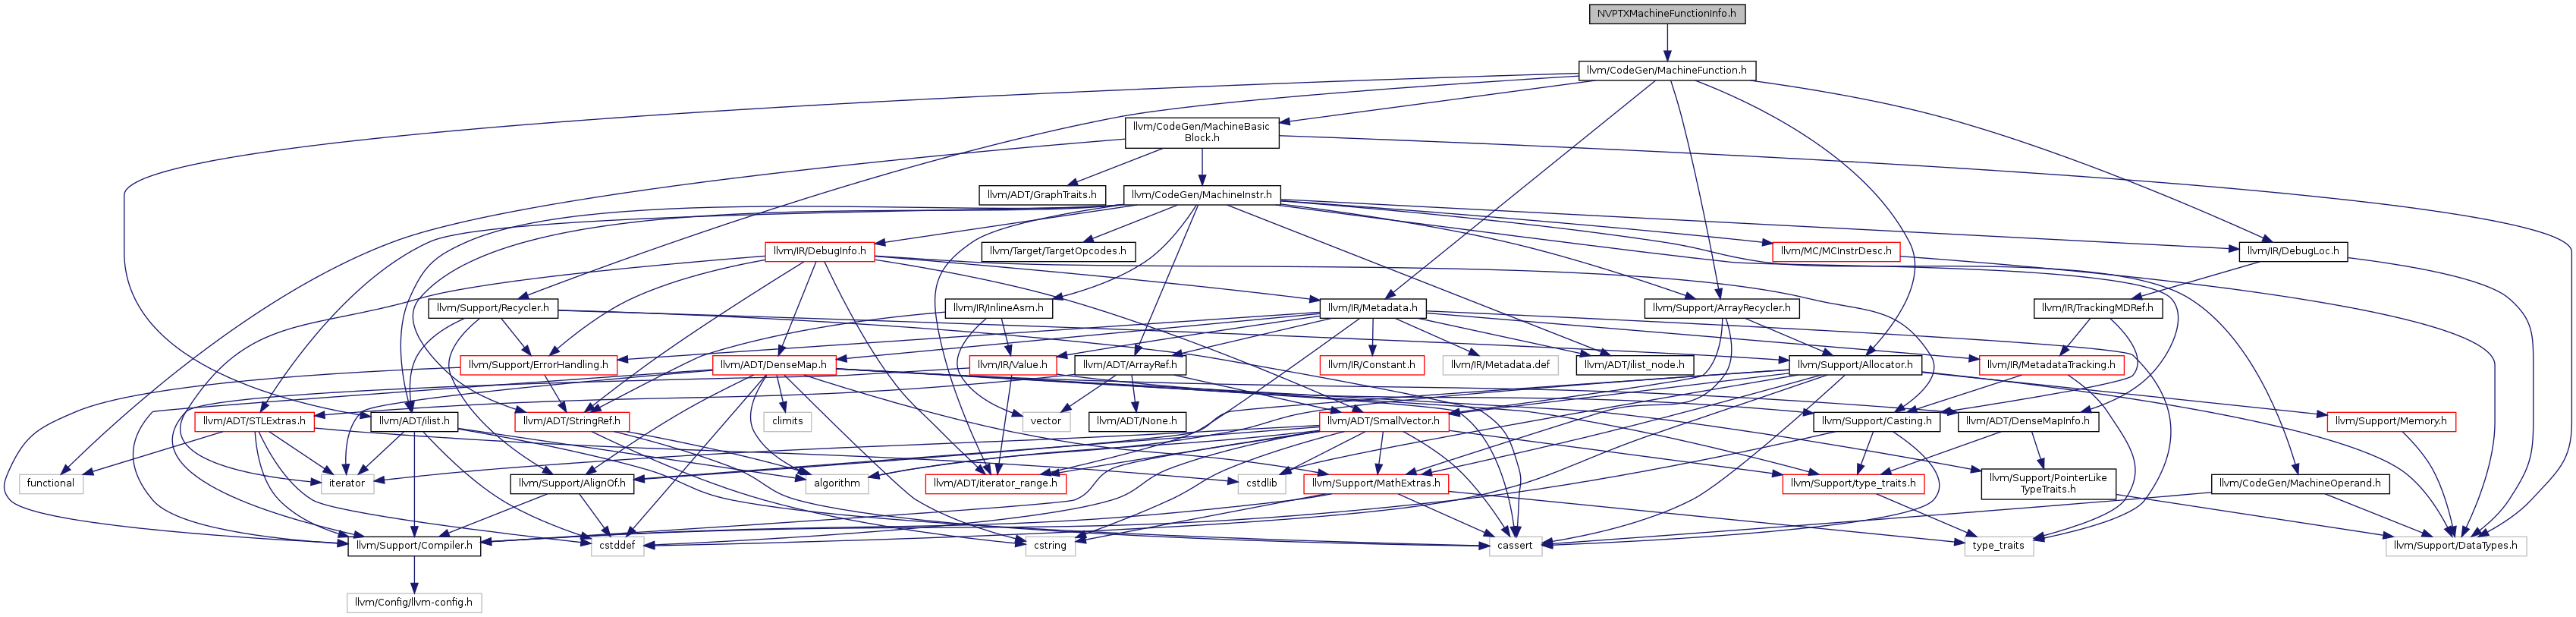 NVPTXMachineFunctionInfo.h
llvm/CodeGen/MachineFunction.h
llvm/CodeGen/MachineBasic
Block.h
llvm/ADT/GraphTraits.h
llvm/CodeGen/MachineInstr.h
llvm/IR/DebugInfo.h
llvm/Target/TargetOpcodes.h
llvm/MC/MCInstrDesc.h
llvm/IR/DebugLoc.h
llvm/Support/Recycler.h
llvm/IR/InlineAsm.h
llvm/IR/Metadata.h
llvm/Support/ArrayRecycler.h
llvm/IR/TrackingMDRef.h
llvm/Support/ErrorHandling.h
llvm/ADT/DenseMap.h
llvm/IR/Value.h
llvm/ADT/ArrayRef.h
llvm/IR/Constant.h
llvm/IR/Metadata.def
llvm/ADT/ilist_node.h
llvm/Support/Allocator.h
llvm/IR/MetadataTracking.h
llvm/ADT/STLExtras.h
llvm/ADT/ilist.h
llvm/ADT/StringRef.h
climits
vector
llvm/ADT/None.h
llvm/ADT/SmallVector.h
llvm/Support/Casting.h
llvm/ADT/DenseMapInfo.h
llvm/Support/Memory.h
functional
iterator
llvm/Support/AlignOf.h
algorithm
llvm/ADT/iterator_range.h
cstdlib
llvm/Support/MathExtras.h
llvm/Support/type_traits.h
llvm/Support/PointerLike
TypeTraits.h
llvm/CodeGen/MachineOperand.h
llvm/Support/Compiler.h
cstddef
cstring
cassert
type_traits
llvm/Support/DataTypes.h
llvm/Config/llvm-config.h